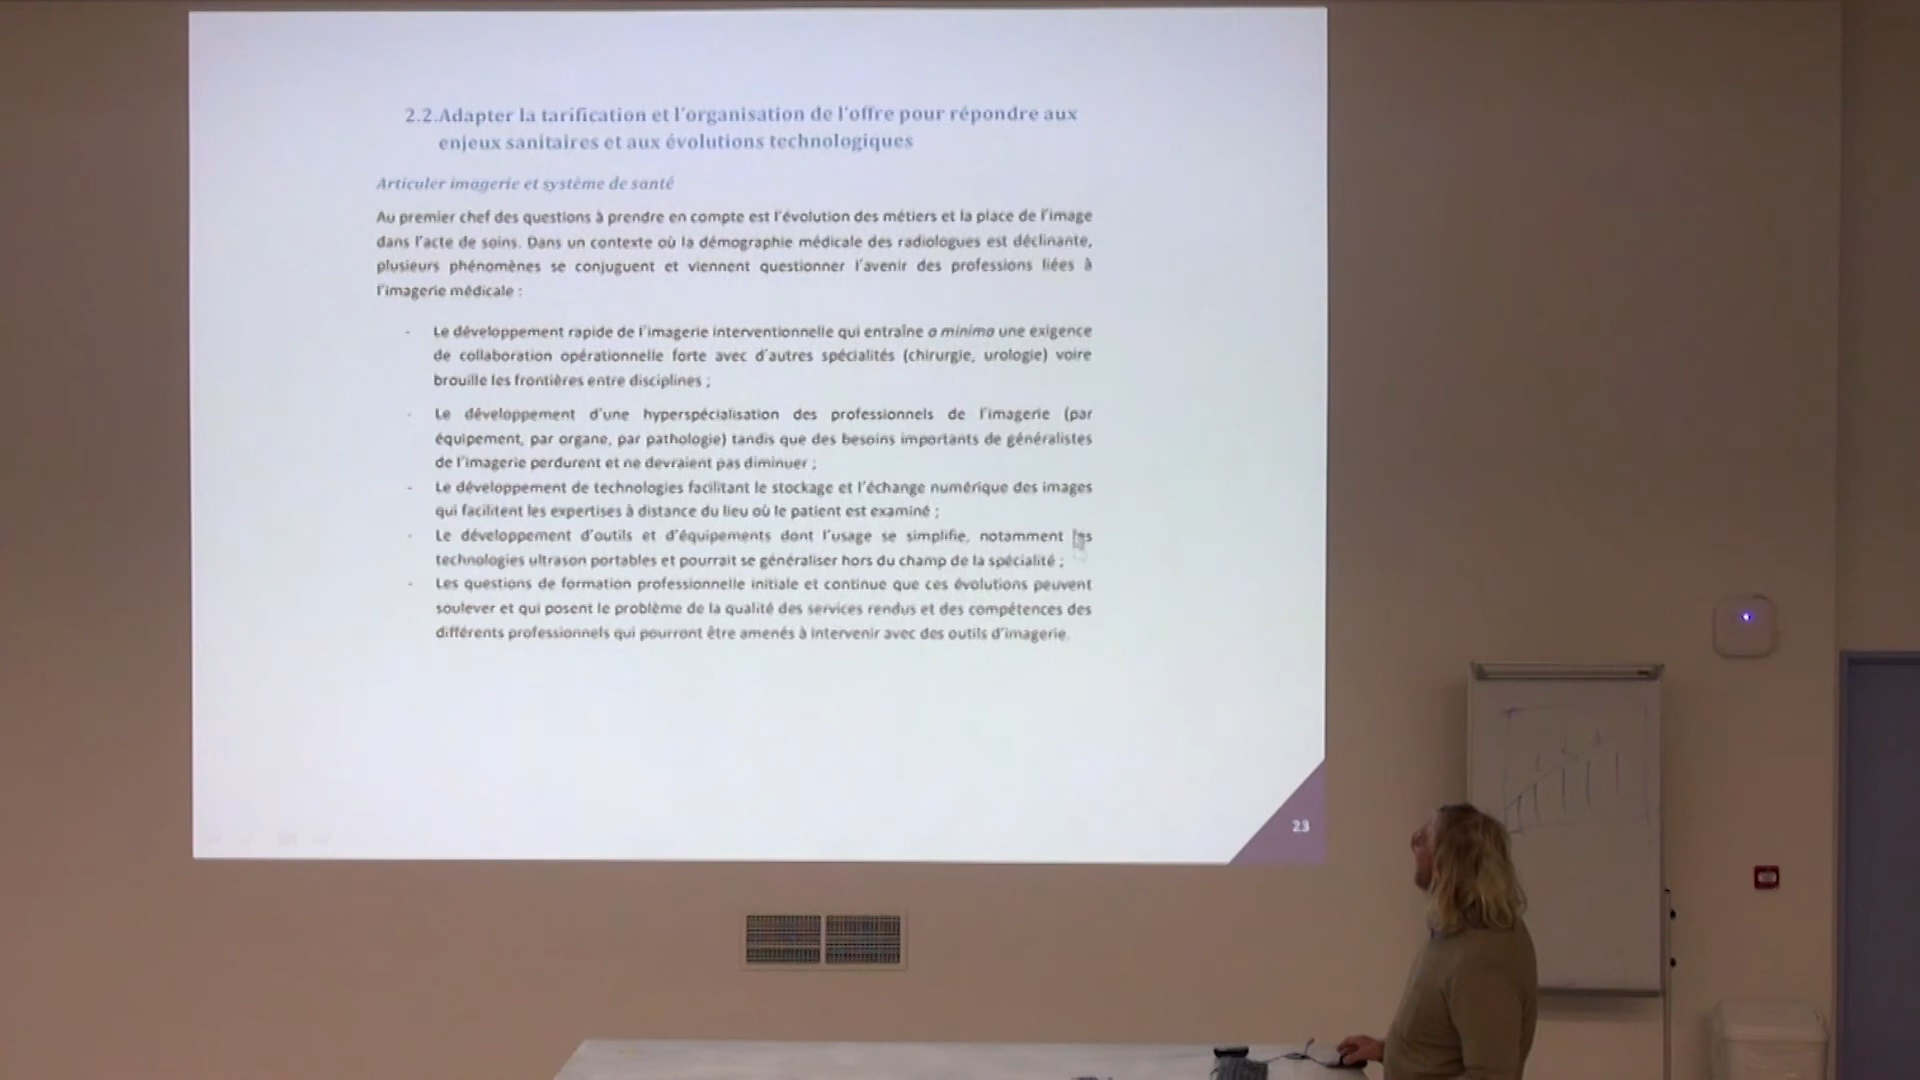 2.2.Adapter la tarification et l'organisation de l'offre pour répondre aux
enjeux sanitaires et aux évolutions technologiques
Articuler imagerie et système de santé
Au premier chef des questions à prendre en compte est l'évolution des métiers et la place de l'image
dans l'acte de soins. Dans un contexte où la démographie médicale des radiologues est déclinante,
plusieurs phénomènes se conjuguent et viennent questionner l'avenir des professions liées à
l'imagerie médicale :
- Le développement rapide de l'imagerie interventionnelle qui entraîne a minima une exigence
de collaboration opérationnelle forte avec d'autres spécialités (chirurgie, urologie) voire
brouille les frontières entre disciplines ;
- Le développement d'une hyperspécialisation des professionnels de l'imagerie (par
équipement, par organe, par pathologie) tandis que des besoins importants de généralistes
de l'imagerie perdurent et ne devraient pas diminuer ;
- Le développement de technologies facilitant le stockage et l'échange numérique des images
qui facilitent les expertises à distance du lieu où le patient est examiné ;
- Le développement d'outils et d'équipements dont l'usage se simplifie, notamment les
technologies ultrason portables et pourrait se généraliser hors du champ de la spécialité ;
- Les questions de formation professionnelle initiale et continue que ces évolutions peuvent
soulever et qui posent le problème de la qualité des services rendus et des compétences des
différents professionnels qui pourront être amenés à intervenir avec des outils d'imagerie.
23